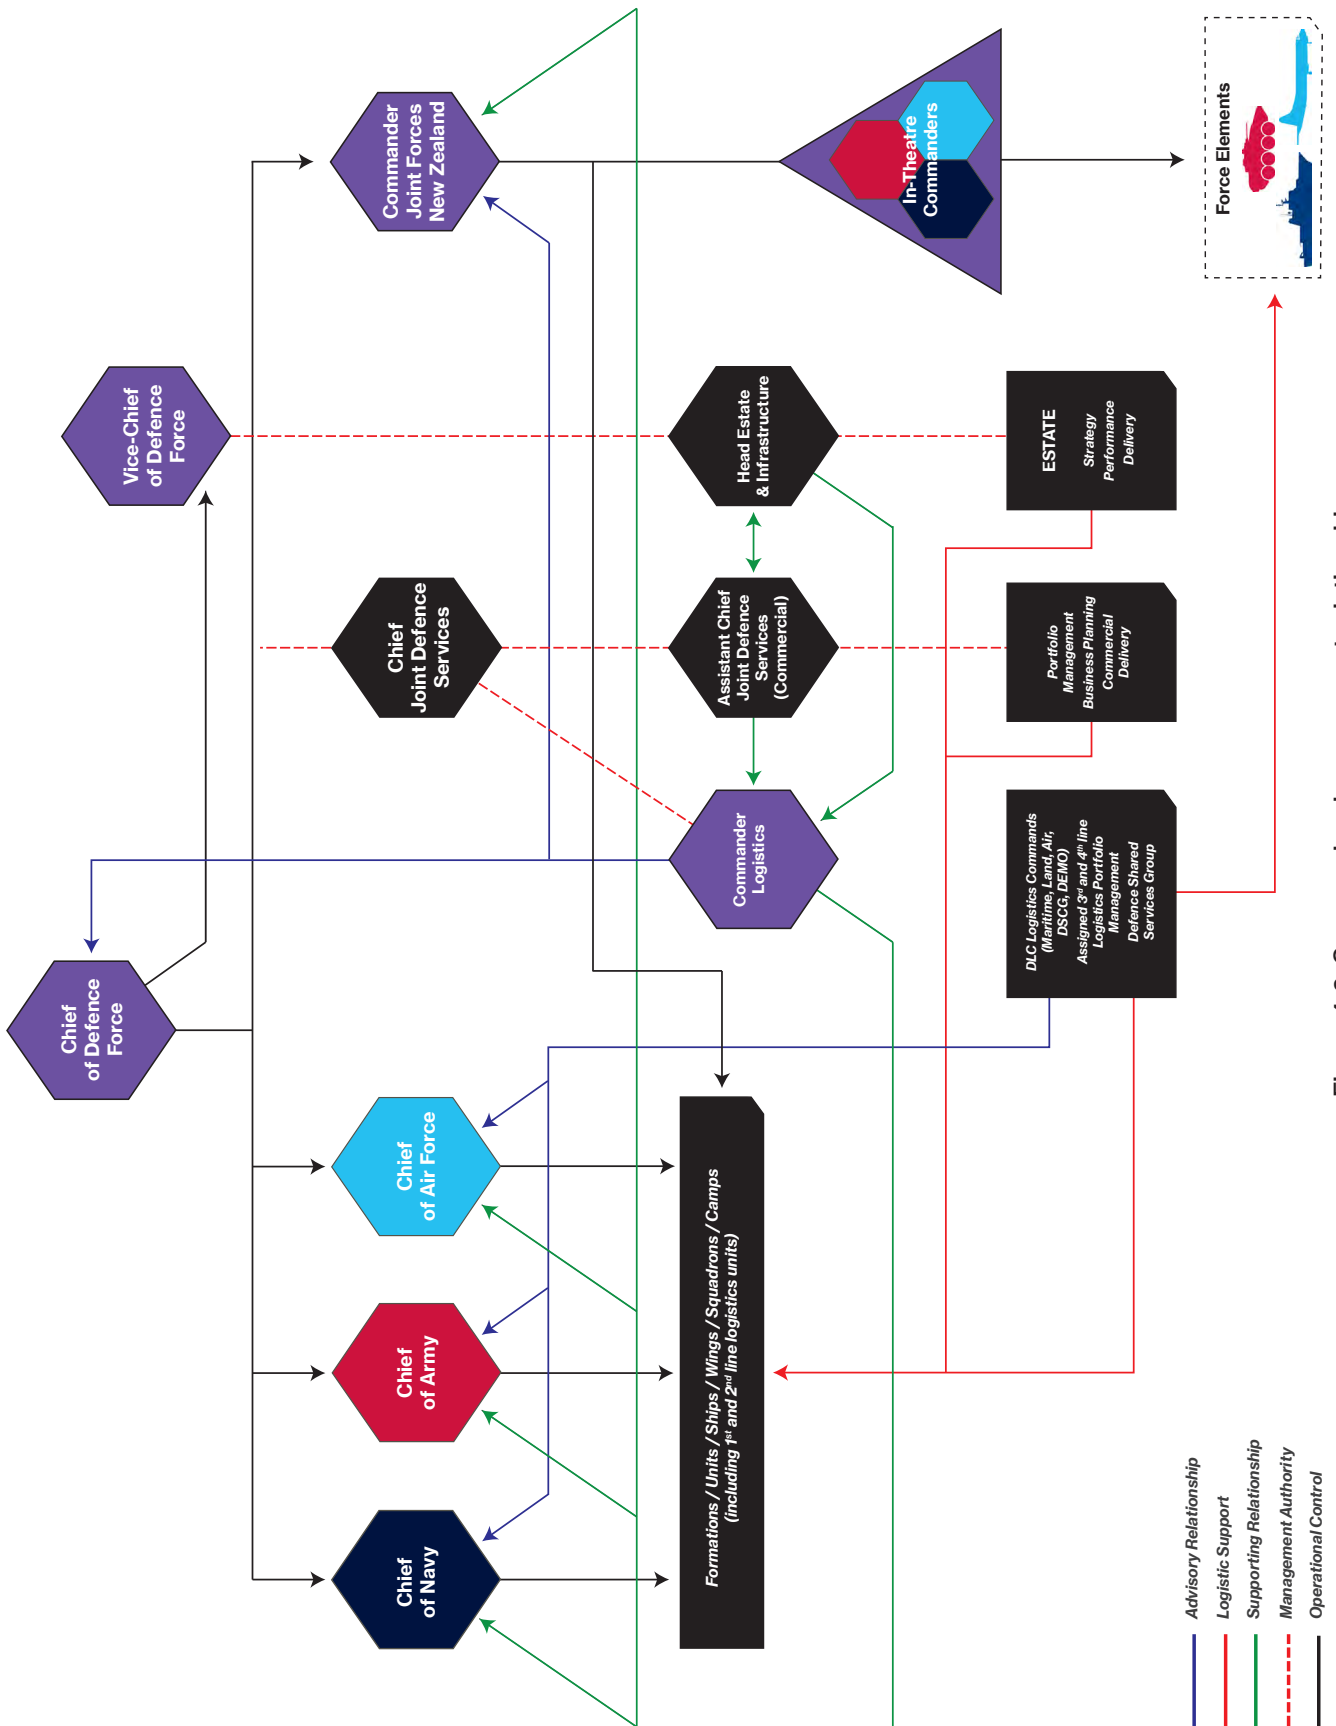 Chief
of Defence
Force
Vice-Chief
of Defence
Force
Chief
of Navy
Chief
of Army
Chief
of Air Force
Chief
Joint Defence
Services
Commander
Joint Forces
New Zealand
Commander
Logistics
Assistant Chief
Joint Defence
Services
(Commercial)
Head Estate
& Infrastructure
In-Theatre
Commanders
Formations / Units / Ships / Wings / Squadrons / Camps
(including 1st and 2nd line logistics units)
DLC Logistics Commands
(Maritime, Land, Air,
DSCG, DEMO)
Assigned 3rd and 4th line
Logistics Portfolio
Management
Defence Shared
Services Group
Portfolio
Management
Business Planning
Commercial
Delivery
ESTATE
Strategy
Performance
Delivery
Force Elements
Advisory Relationship
Logistic Support
Supporting Relationship
Management Authority
Operational Control